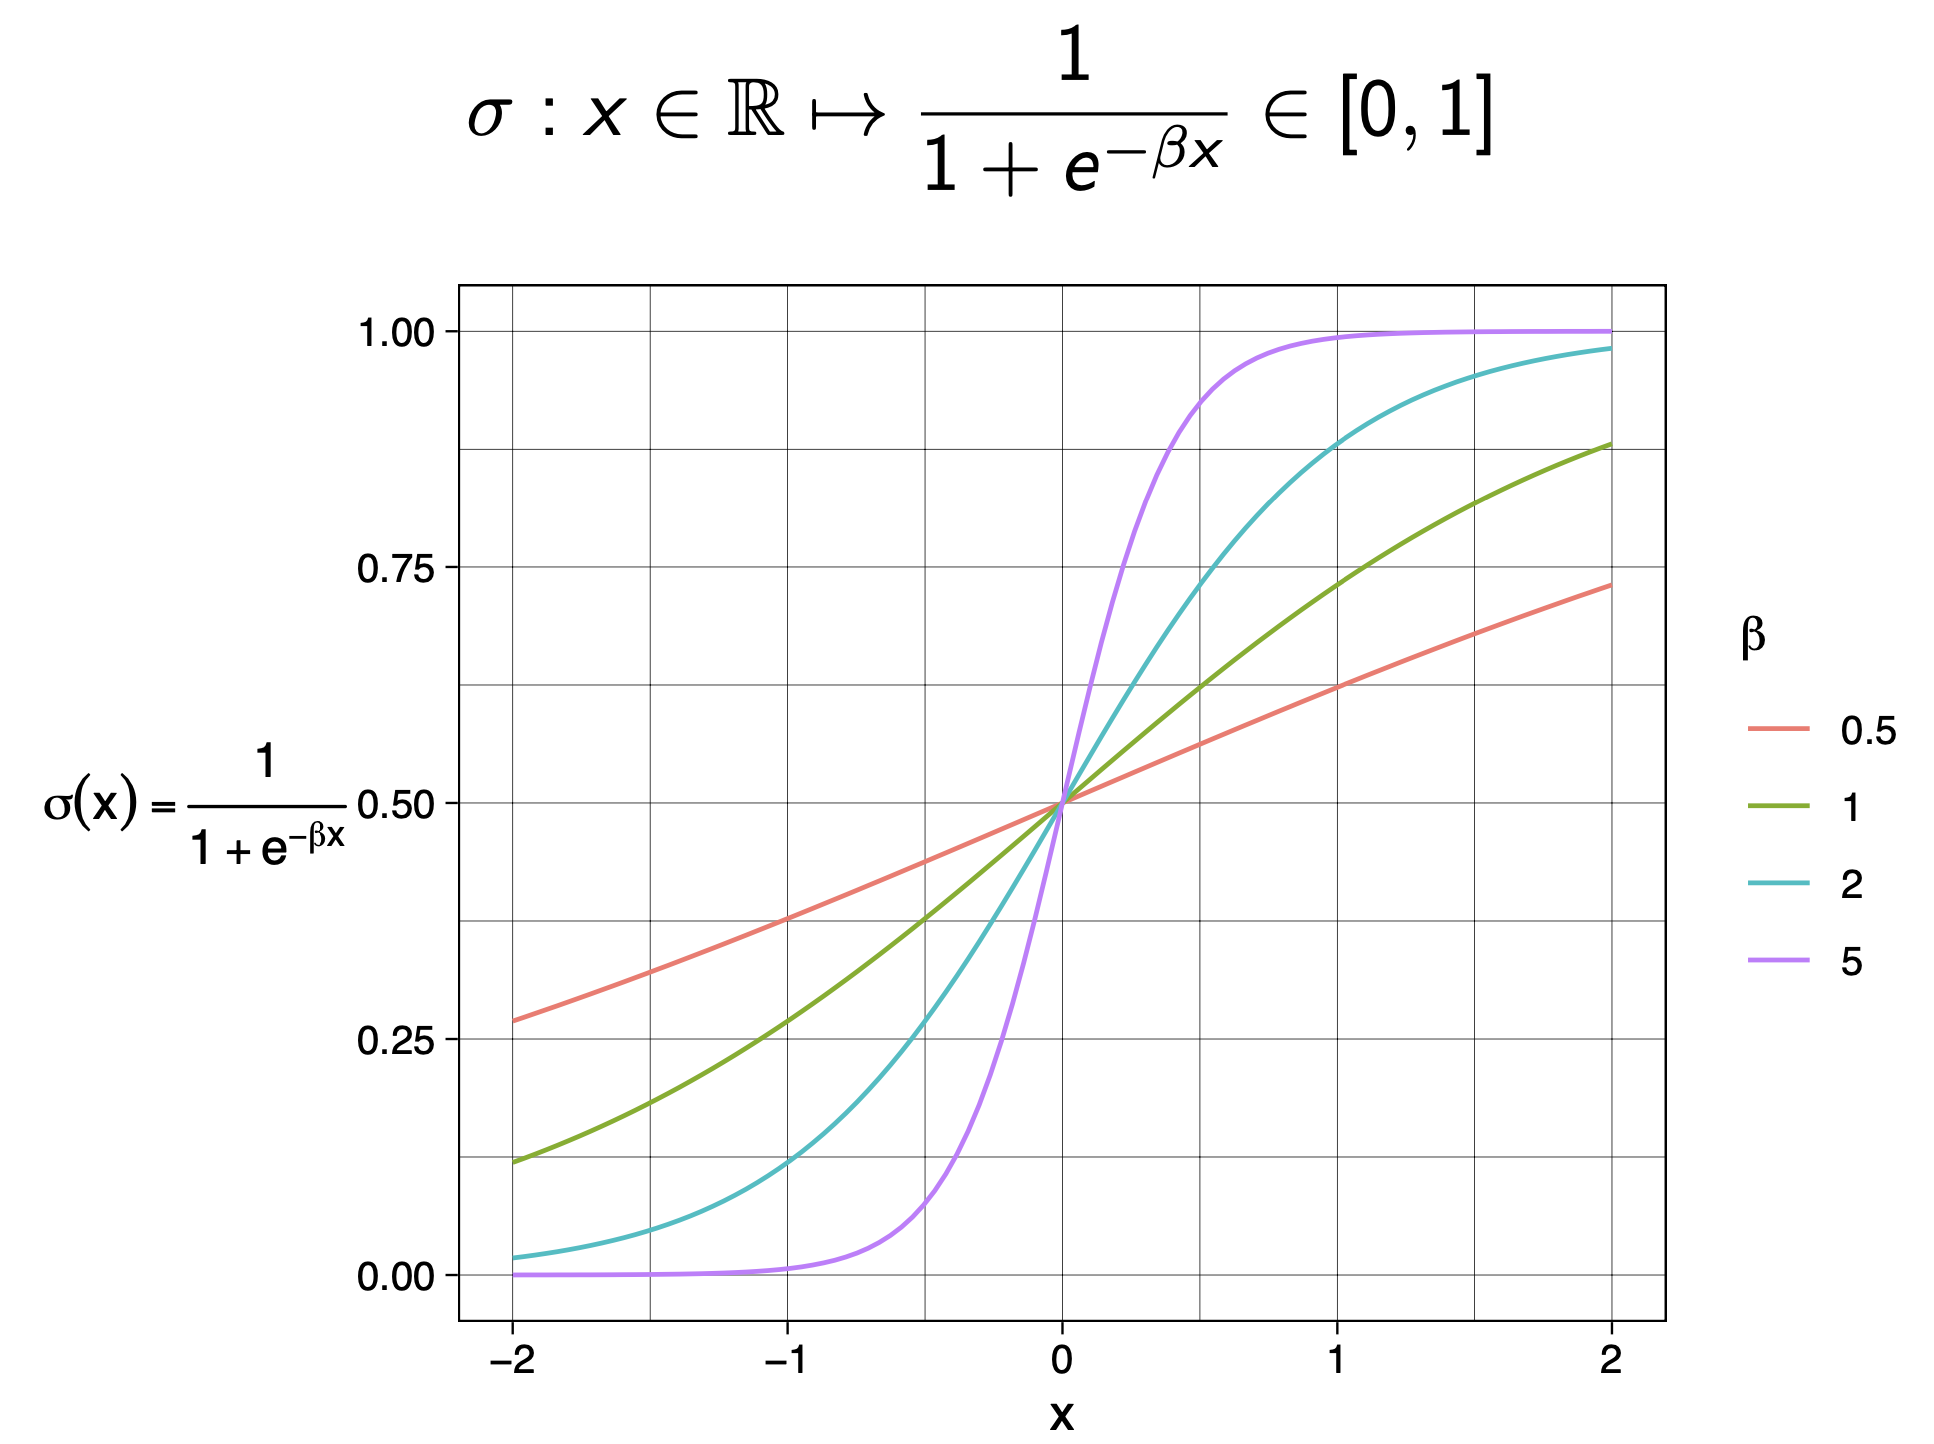 σ : x ∈ ℝ ↦ 1 / (1 + e^{−βx}) ∈ [0, 1]
1.00
0.75
0.50
0.25
0.00
σ(x) = 1 / (1 + e^{−βx})
−2 −1 0 1 2
x
β
0.5
1
2
5